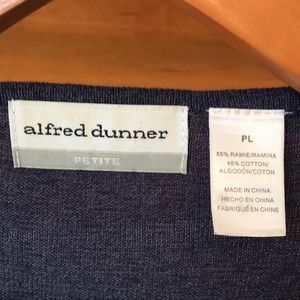 alfred dunner
PETITE
PL
55% RAMIE/RAMINA
45% COTTON/
ALGODÓN/COTON
MADE IN CHINA
HECHO EN CHINA
FABRIQUÉ EN CHINE